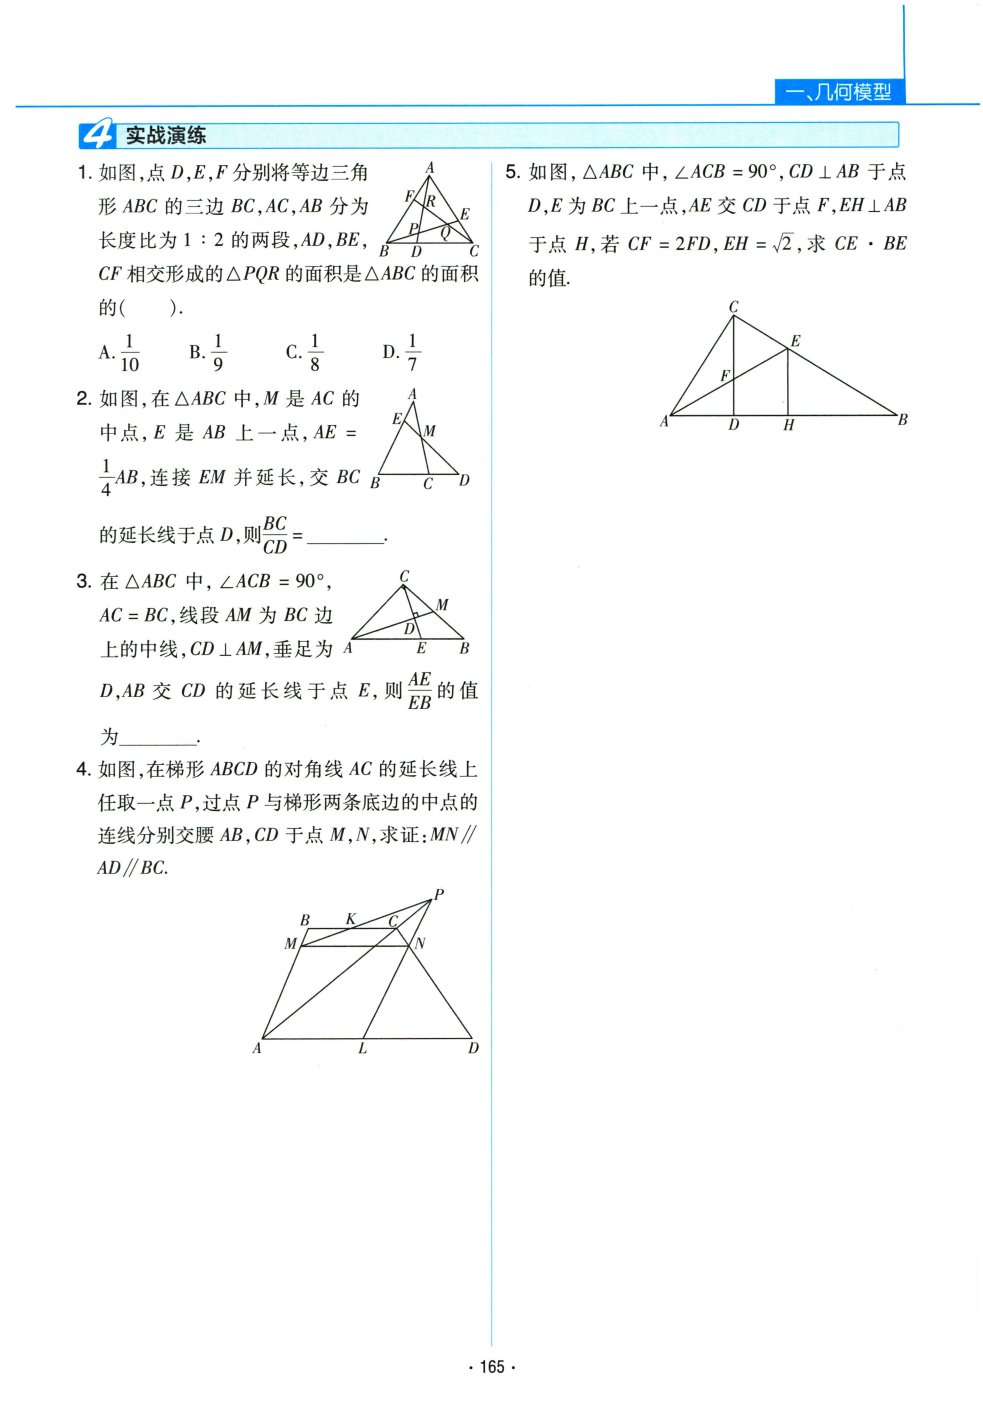 一、几何模型
4 实战演练
1. 如图,点 D,E,F 分别将等边三角
形 ABC 的三边 BC,AC,AB 分为
长度比为 1∶2 的两段,AD,BE,
CF 相交形成的△PQR 的面积是△ABC 的面积
的(　　).
A. 1/10　B. 1/9　C. 1/8　D. 1/7
A
F
R
E
P
Q
B
D
C
2. 如图,在△ABC 中,M 是 AC 的
中点,E 是 AB 上一点,AE =
1/4 AB,连接 EM 并延长,交 BC
的延长线于点 D,则 BC/CD = ________.
A
E
M
B
C
D
3. 在△ABC 中,∠ACB = 90°,
AC = BC,线段 AM 为 BC 边
上的中线,CD⊥AM,垂足为
D,AB 交 CD 的延长线于点 E,则 AE/EB 的值
为________.
C
M
D
A
E
B
4. 如图,在梯形 ABCD 的对角线 AC 的延长线上
任取一点 P,过点 P 与梯形两条底边的中点的
连线分别交腰 AB,CD 于点 M,N,求证:MN∥
AD∥BC.
P
B
K
C
M
N
A
L
D
5. 如图,△ABC 中,∠ACB = 90°,CD⊥AB 于点
D,E 为 BC 上一点,AE 交 CD 于点 F,EH⊥AB
于点 H,若 CF = 2FD,EH = √2,求 CE · BE
的值.
C
E
F
A
D
H
B
· 165 ·